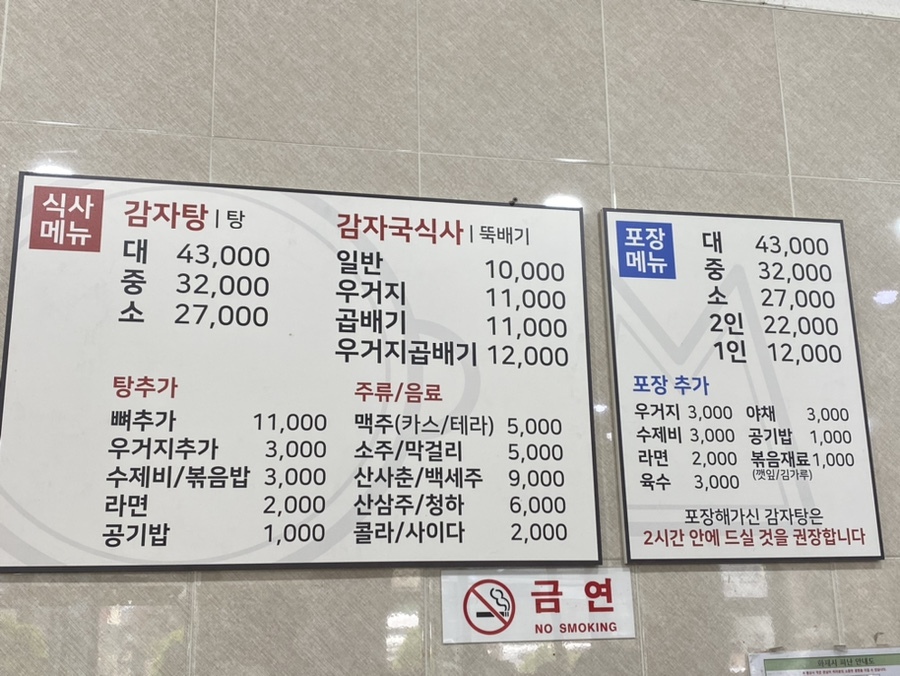 식사
메뉴
감자탕 | 탕
대 43,000
중 32,000
소 27,000
감자국식사 | 뚝배기
일반 10,000
우거지 11,000
곱배기 11,000
우거지곱배기 12,000
탕추가
뼈추가 11,000
우거지추가 3,000
수제비/볶음밥 3,000
라면 2,000
공기밥 1,000
주류/음료
맥주(카스/테라) 5,000
소주/막걸리 5,000
산사춘/백세주 9,000
산삼주/청하 6,000
콜라/사이다 2,000
포장
메뉴
대 43,000
중 32,000
소 27,000
2인 22,000
1인 12,000
포장 추가
우거지 3,000 야채 3,000
수제비 3,000 공기밥 1,000
라면 2,000 볶음재료 1,000
(깻잎/김가루)
육수 3,000
포장해가신 감자탕은
2시간 안에 드실 것을 권장합니다
금연
NO SMOKING
화재시 피난 안내도